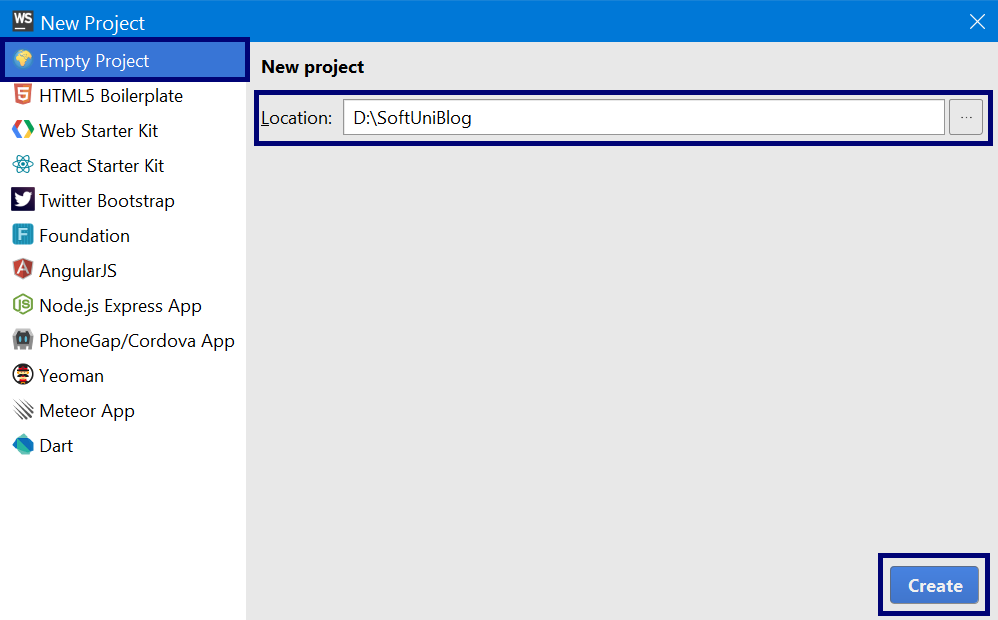 WS New Project
Empty Project
HTML5 Boilerplate
Web Starter Kit
React Starter Kit
Twitter Bootstrap
Foundation
AngularJS
Node.js Express App
PhoneGap/Cordova App
Yeoman
Meteor App
Dart
New project
Location: D:\SoftUniBlog ...
Create